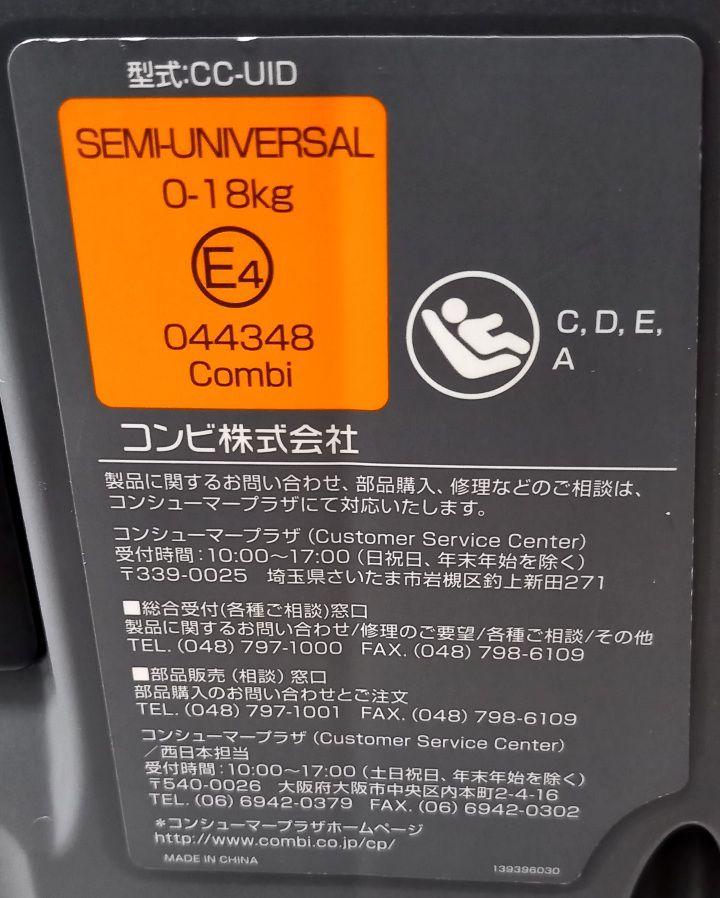 型式:CC-UID
SEMI-UNIVERSAL
0-18kg
E4
044348
Combi
C, D, E,
A
コンビ株式会社
製品に関するお問い合わせ、部品購入、修理などのご相談は、
コンシューマープラザにて対応いたします。
コンシューマープラザ (Customer Service Center)
受付時間:10:00～17:00 (日祝日、年末年始を除く)
〒339-0025 埼玉県さいたま市岩槻区釣上新田271
■総合受付(各種ご相談)窓口
製品に関するお問い合わせ/修理のご要望/各種ご相談/その他
TEL. (048) 797-1000 FAX. (048) 798-6109
■部品販売 (相談) 窓口
部品購入のお問い合わせとご注文
TEL. (048) 797-1001 FAX. (048) 798-6109
コンシューマープラザ (Customer Service Center)
/西日本担当
受付時間:10:00～17:00 (土日祝日、年末年始を除く)
〒540-0026 大阪府大阪市中央区内本町2-4-16
TEL. (06) 6942-0379 FAX. (06) 6942-0302
*コンシューマープラザホームページ
http://www.combi.co.jp/cp/
MADE IN CHINA
139396030